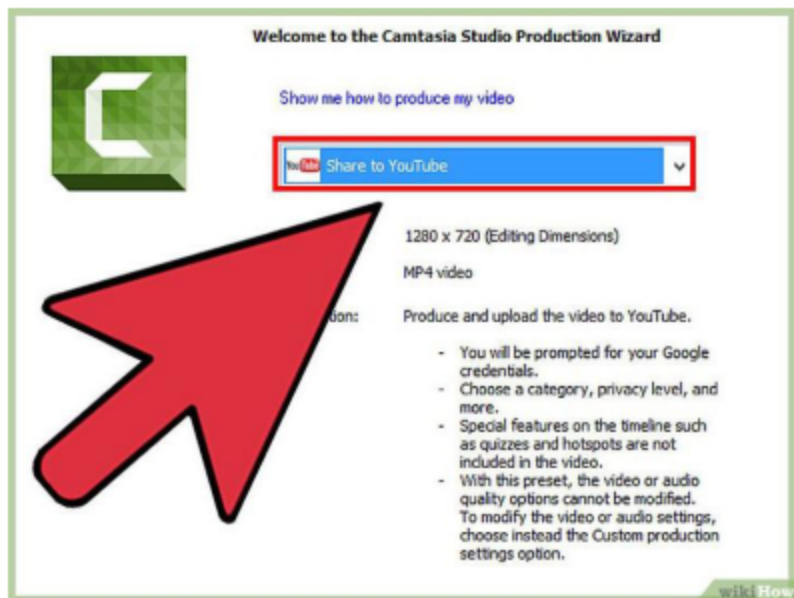 Welcome to the Camtasia Studio Production Wizard
Show me how to produce my video
You Tube Share to YouTube
1280 x 720 (Editing Dimensions)
MP4 video
tion: Produce and upload the video to YouTube.
- You will be prompted for your Google
credentials.
- Choose a category, privacy level, and
more.
- Special features on the timeline such
as quizzes and hotspots are not
included in the video.
- With this preset, the video or audio
quality options cannot be modified.
To modify the video or audio settings,
choose instead the Custom production
settings option.
wikiHow